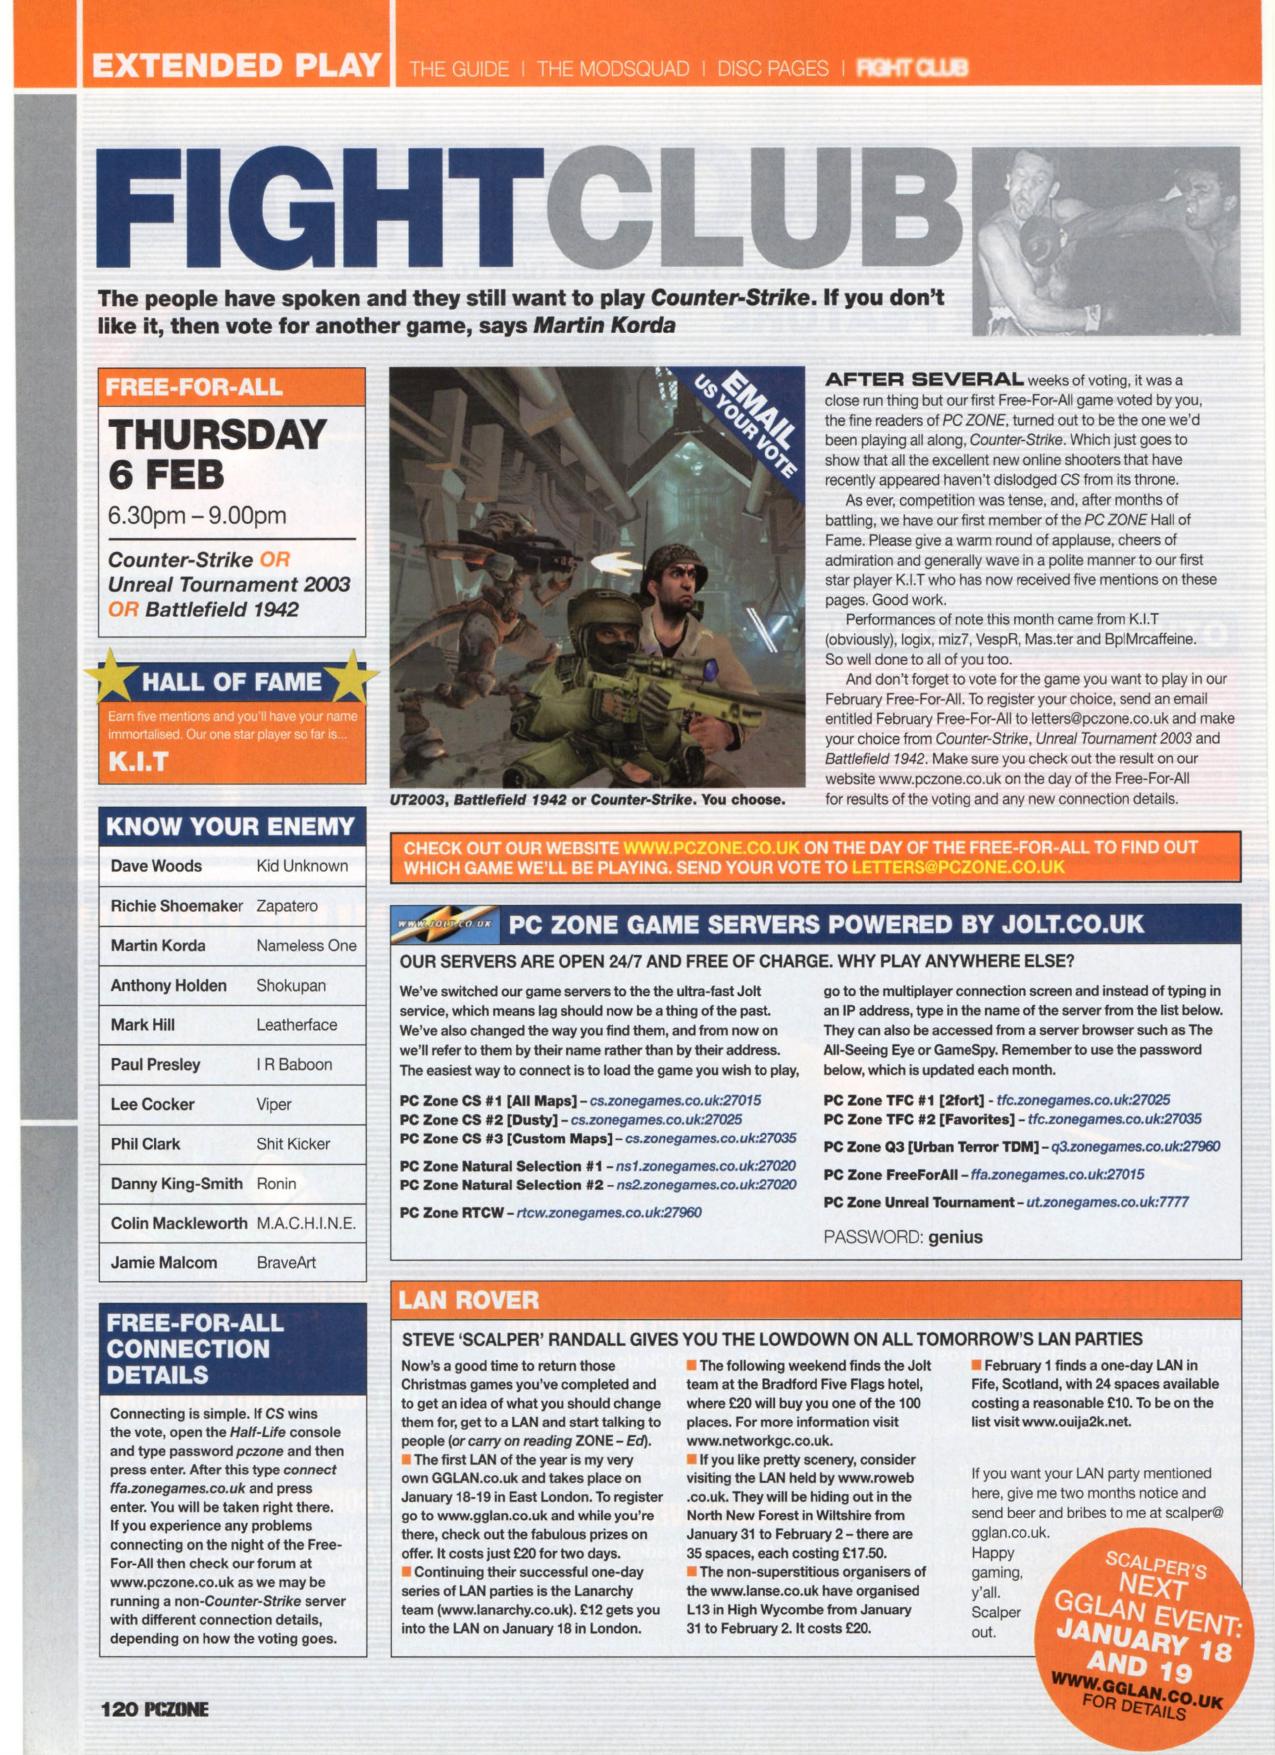 EXTENDED PLAY
THE GUIDE | THE MODSQUAD | DISC PAGES | FIGHT CLUB
FIGHTCLUB
The people have spoken and they still want to play Counter-Strike. If you don't
like it, then vote for another game, says Martin Korda
FREE-FOR-ALL
THURSDAY
6 FEB
6.30pm – 9.00pm
Counter-Strike OR
Unreal Tournament 2003
OR Battlefield 1942
HALL OF FAME
Earn five mentions and you'll have your name
immortalised. Our one star player so far is...
K.I.T
KNOW YOUR ENEMY
Dave Woods Kid Unknown
Richie Shoemaker Zapatero
Martin Korda Nameless One
Anthony Holden Shokupan
Mark Hill Leatherface
Paul Presley I R Baboon
Lee Cocker Viper
Phil Clark Shit Kicker
Danny King-Smith Ronin
Colin Mackleworth M.A.C.H.I.N.E.
Jamie Malcom BraveArt
FREE-FOR-ALL
CONNECTION
DETAILS
Connecting is simple. If CS wins
the vote, open the Half-Life console
and type password pczone and then
press enter. After this type connect
ffa.zonegames.co.uk and press
enter. You will be taken right there.
If you experience any problems
connecting on the night of the Free-
For-All then check our forum at
www.pczone.co.uk as we may be
running a non-Counter-Strike server
with different connection details,
depending on how the voting goes.
EMAIL
US YOUR VOTE
UT2003, Battlefield 1942 or Counter-Strike. You choose.
AFTER SEVERAL weeks of voting, it was a
close run thing but our first Free-For-All game voted by you,
the fine readers of PC ZONE, turned out to be the one we'd
been playing all along, Counter-Strike. Which just goes to
show that all the excellent new online shooters that have
recently appeared haven't dislodged CS from its throne.
As ever, competition was tense, and, after months of
battling, we have our first member of the PC ZONE Hall of
Fame. Please give a warm round of applause, cheers of
admiration and generally wave in a polite manner to our first
star player K.I.T who has now received five mentions on these
pages. Good work.
Performances of note this month came from K.I.T
(obviously), logix, miz7, VespR, Mas.ter and Bp|Mrcaffeine.
So well done to all of you too.
And don't forget to vote for the game you want to play in our
February Free-For-All. To register your choice, send an email
entitled February Free-For-All to letters@pczone.co.uk and make
your choice from Counter-Strike, Unreal Tournament 2003 and
Battlefield 1942. Make sure you check out the result on our
website www.pczone.co.uk on the day of the Free-For-All
for results of the voting and any new connection details.
CHECK OUT OUR WEBSITE WWW.PCZONE.CO.UK ON THE DAY OF THE FREE-FOR-ALL TO FIND OUT
WHICH GAME WE'LL BE PLAYING. SEND YOUR VOTE TO LETTERS@PCZONE.CO.UK
WWW.JOLT.CO.UK
PC ZONE GAME SERVERS POWERED BY JOLT.CO.UK
OUR SERVERS ARE OPEN 24/7 AND FREE OF CHARGE. WHY PLAY ANYWHERE ELSE?
We've switched our game servers to the the ultra-fast Jolt
service, which means lag should now be a thing of the past.
We've also changed the way you find them, and from now on
we'll refer to them by their name rather than by their address.
The easiest way to connect is to load the game you wish to play,
PC Zone CS #1 [All Maps] – cs.zonegames.co.uk:27015
PC Zone CS #2 [Dusty] – cs.zonegames.co.uk:27025
PC Zone CS #3 [Custom Maps] – cs.zonegames.co.uk:27035
PC Zone Natural Selection #1 – ns1.zonegames.co.uk:27020
PC Zone Natural Selection #2 – ns2.zonegames.co.uk:27020
PC Zone RTCW – rtcw.zonegames.co.uk:27960
go to the multiplayer connection screen and instead of typing in
an IP address, type in the name of the server from the list below.
They can also be accessed from a server browser such as The
All-Seeing Eye or GameSpy. Remember to use the password
below, which is updated each month.
PC Zone TFC #1 [2fort] - tfc.zonegames.co.uk:27025
PC Zone TFC #2 [Favorites] – tfc.zonegames.co.uk:27035
PC Zone Q3 [Urban Terror TDM] – q3.zonegames.co.uk:27960
PC Zone FreeForAll – ffa.zonegames.co.uk:27015
PC Zone Unreal Tournament – ut.zonegames.co.uk:7777
PASSWORD: genius
LAN ROVER
STEVE 'SCALPER' RANDALL GIVES YOU THE LOWDOWN ON ALL TOMORROW'S LAN PARTIES
Now's a good time to return those
Christmas games you've completed and
to get an idea of what you should change
them for, get to a LAN and start talking to
people (or carry on reading ZONE – Ed).
■ The first LAN of the year is my very
own GGLAN.co.uk and takes place on
January 18-19 in East London. To register
go to www.gglan.co.uk and while you're
there, check out the fabulous prizes on
offer. It costs just £20 for two days.
■ Continuing their successful one-day
series of LAN parties is the Lanarchy
team (www.lanarchy.co.uk). £12 gets you
into the LAN on January 18 in London.
■ The following weekend finds the Jolt
team at the Bradford Five Flags hotel,
where £20 will buy you one of the 100
places. For more information visit
www.networkgc.co.uk.
■ If you like pretty scenery, consider
visiting the LAN held by www.roweb
.co.uk. They will be hiding out in the
North New Forest in Wiltshire from
January 31 to February 2 – there are
35 spaces, each costing £17.50.
■ The non-superstitious organisers of
the www.lanse.co.uk have organised
L13 in High Wycombe from January
31 to February 2. It costs £20.
■ February 1 finds a one-day LAN in
Fife, Scotland, with 24 spaces available
costing a reasonable £10. To be on the
list visit www.ouija2k.net.
If you want your LAN party mentioned
here, give me two months notice and
send beer and bribes to me at scalper@
gglan.co.uk.
Happy
gaming,
y'all.
Scalper
out.
SCALPER'S
NEXT
GGLAN EVENT:
JANUARY 18
AND 19
WWW.GGLAN.CO.UK
FOR DETAILS
120 PCZONE